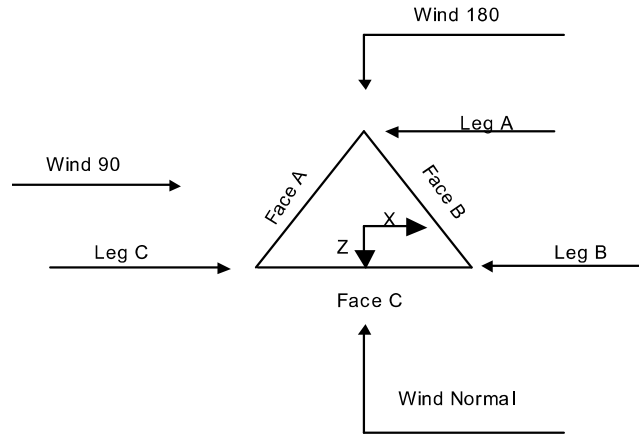 Wind 180
Leg A
Wind 90
Face A
Face B
X
Z
Leg C
Leg B
Face C
Wind Normal